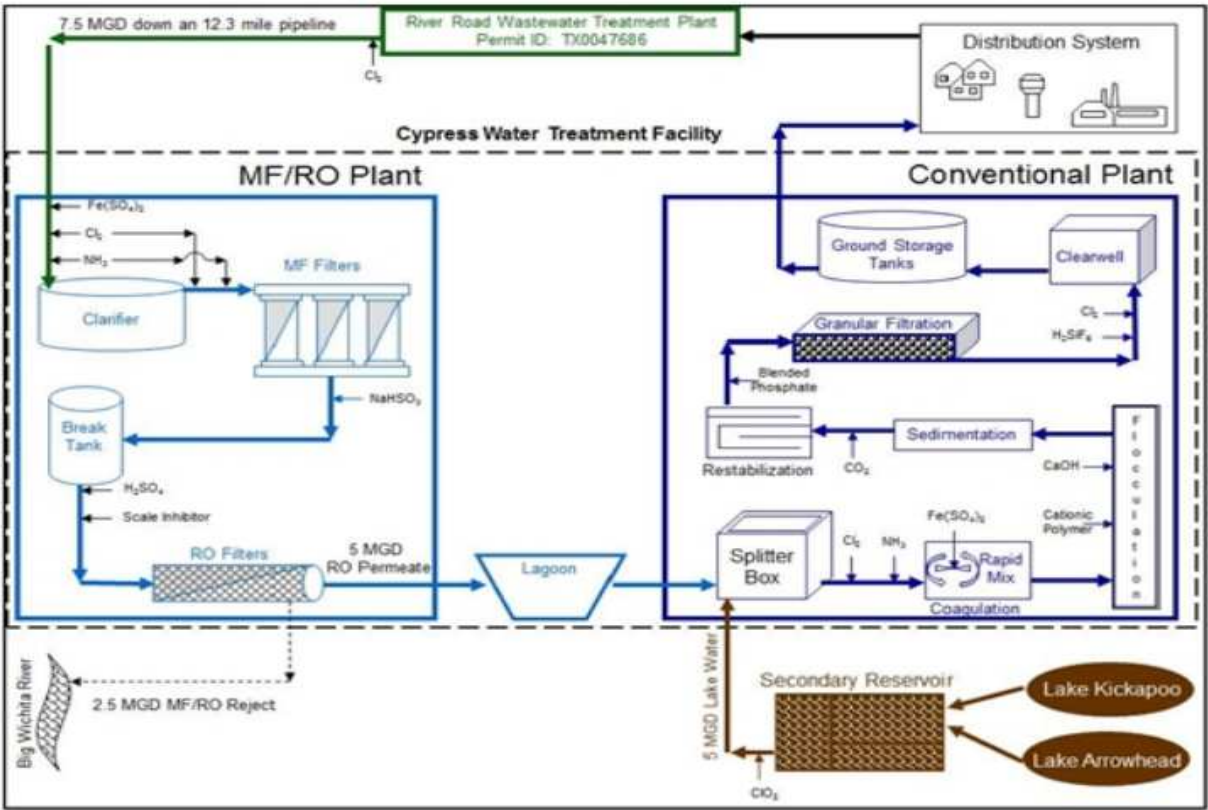 7.5 MGD down an 12.3 mile pipeline
River Road Wastewater Treatment Plant
Permit ID: TX0047686
Cl₂
Distribution System
Cypress Water Treatment Facility
MF/RO Plant
Fe(SO₄)₂
Cl₂
NH₃
MF Filters
Clarifier
NaHSO₃
Break
Tank
H₂SO₄
Scale Inhibitor
RO Filters
5 MGD
RO Permeate
Lagoon
Conventional Plant
Ground Storage
Tanks
Clearwell
Granular Filtration
Cl₂
H₂SiF₆
Blended
Phosphate
Restabilization
CO₂
Sedimentation
CaOH
Flocculation
Cationic
Polymer
Splitter
Box
Cl₂
NH₃
Fe(SO₄)₂
Rapid
Mix
Coagulation
Big Wichita River
2.5 MGD MF/RO Reject
5 MGD Lake Water
Secondary Reservoir
ClO₂
Lake Kickapoo
Lake Arrowhead